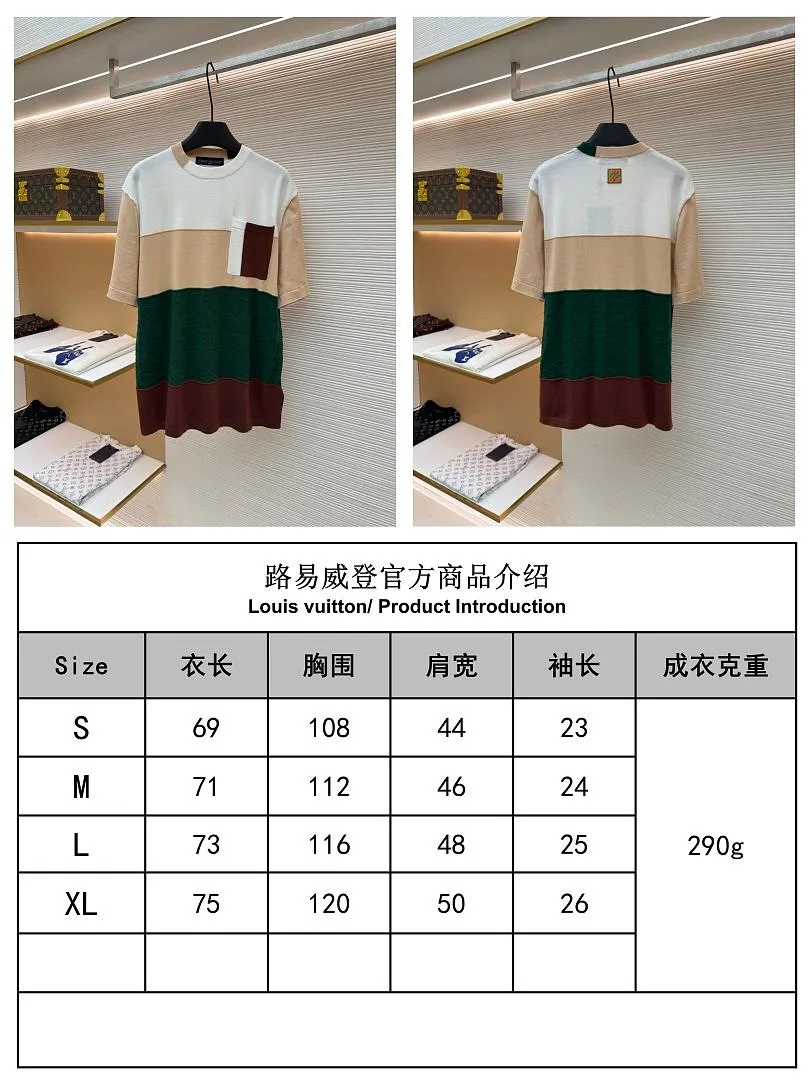 路易威登官方商品介绍
Louis vuitton/ Product Introduction
Size 衣长 胸围 肩宽 袖长 成衣克重
S 69 108 44 23
M 71 112 46 24
L 73 116 48 25
XL 75 120 50 26
290g